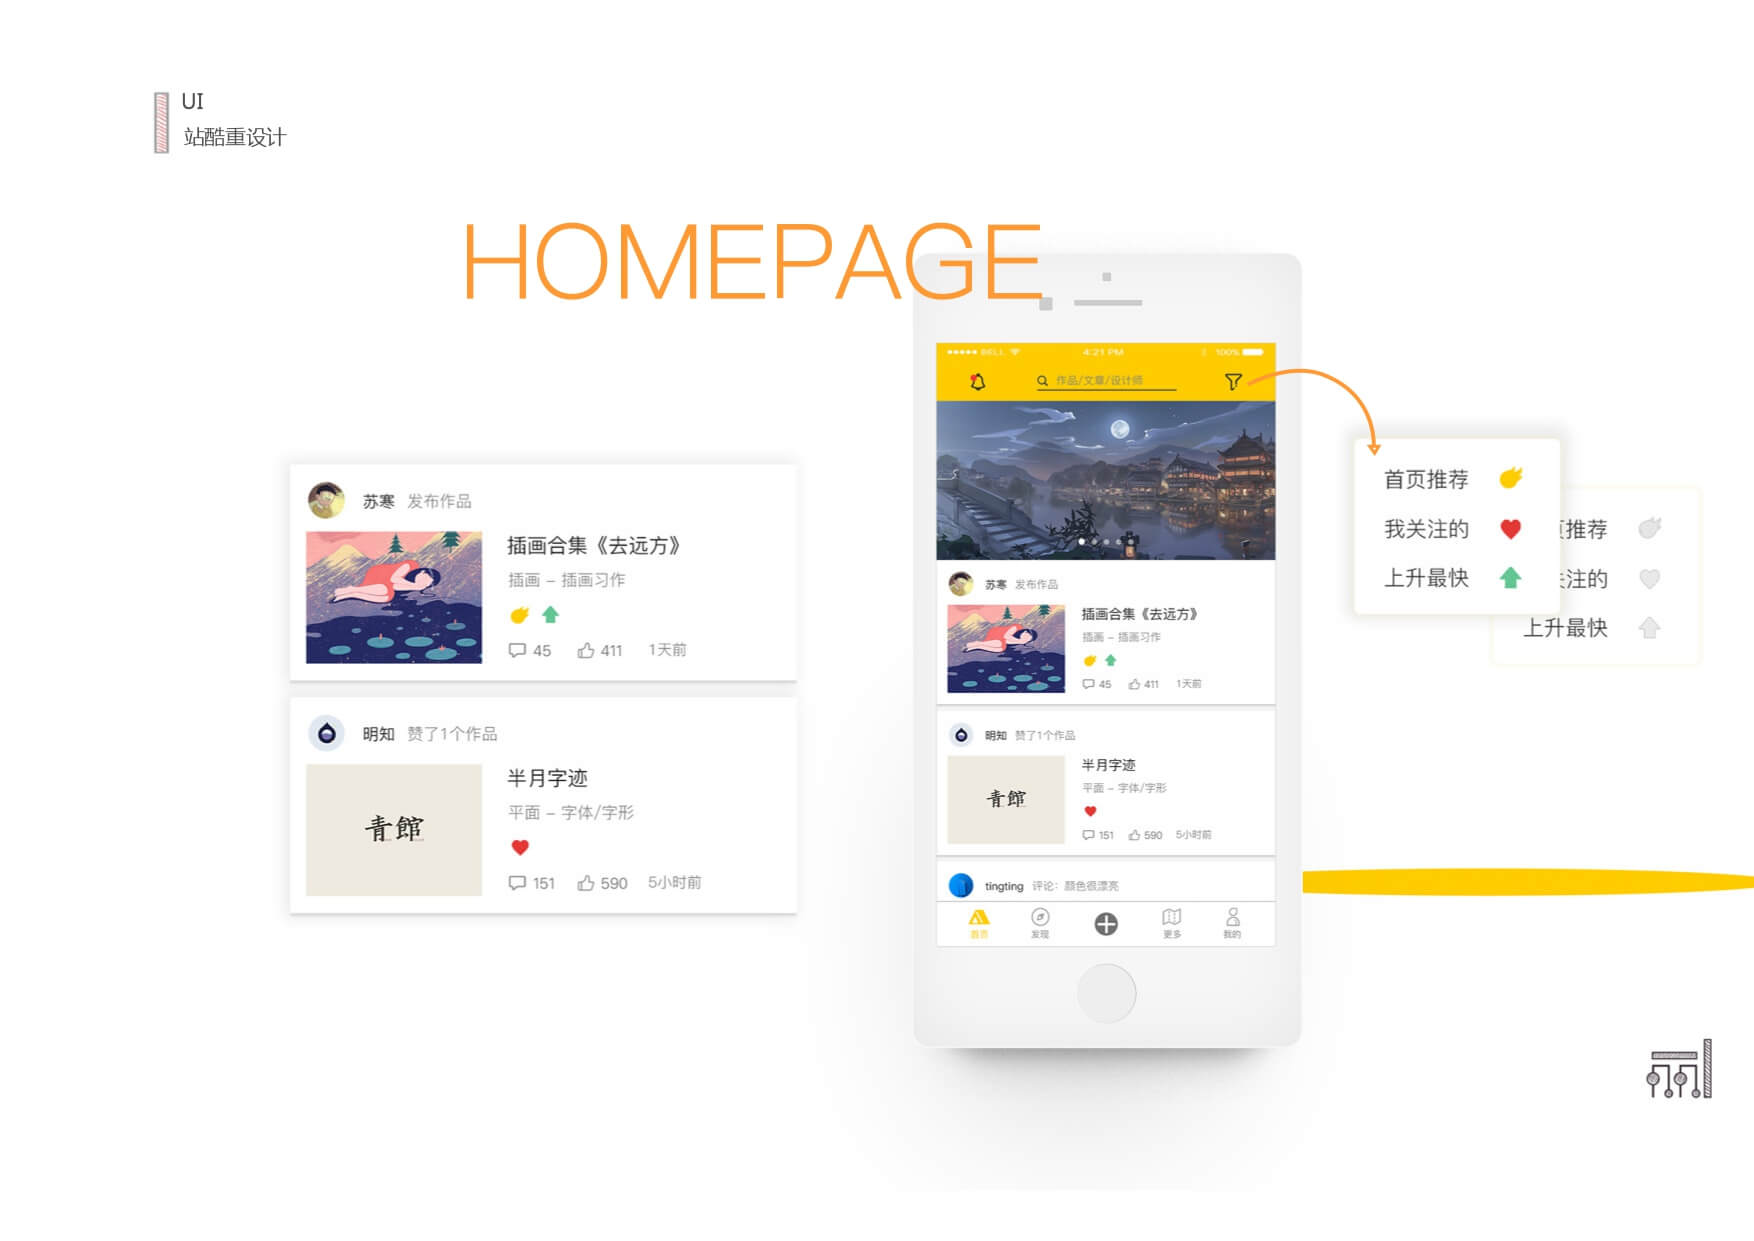 UI
站酷重设计
HOMEPAGE
苏寒 发布作品
插画合集《去远方》
插画 – 插画习作
45 411 1天前
明知 赞了1个作品
半月字迹
平面 – 字体/字形
青館
151 590 5小时前
BELL 4:21 PM 100%
作品/文章/设计师
苏寒 发布作品
插画合集《去远方》
插画 – 插画习作
45 411 1天前
明知 赞了1个作品
半月字迹
平面 – 字体/字形
青館
151 590 5小时前
tingting 评论：颜色很漂亮
首页 发现 更多 我的
首页推荐
我关注的
上升最快
推荐
注的
上升最快